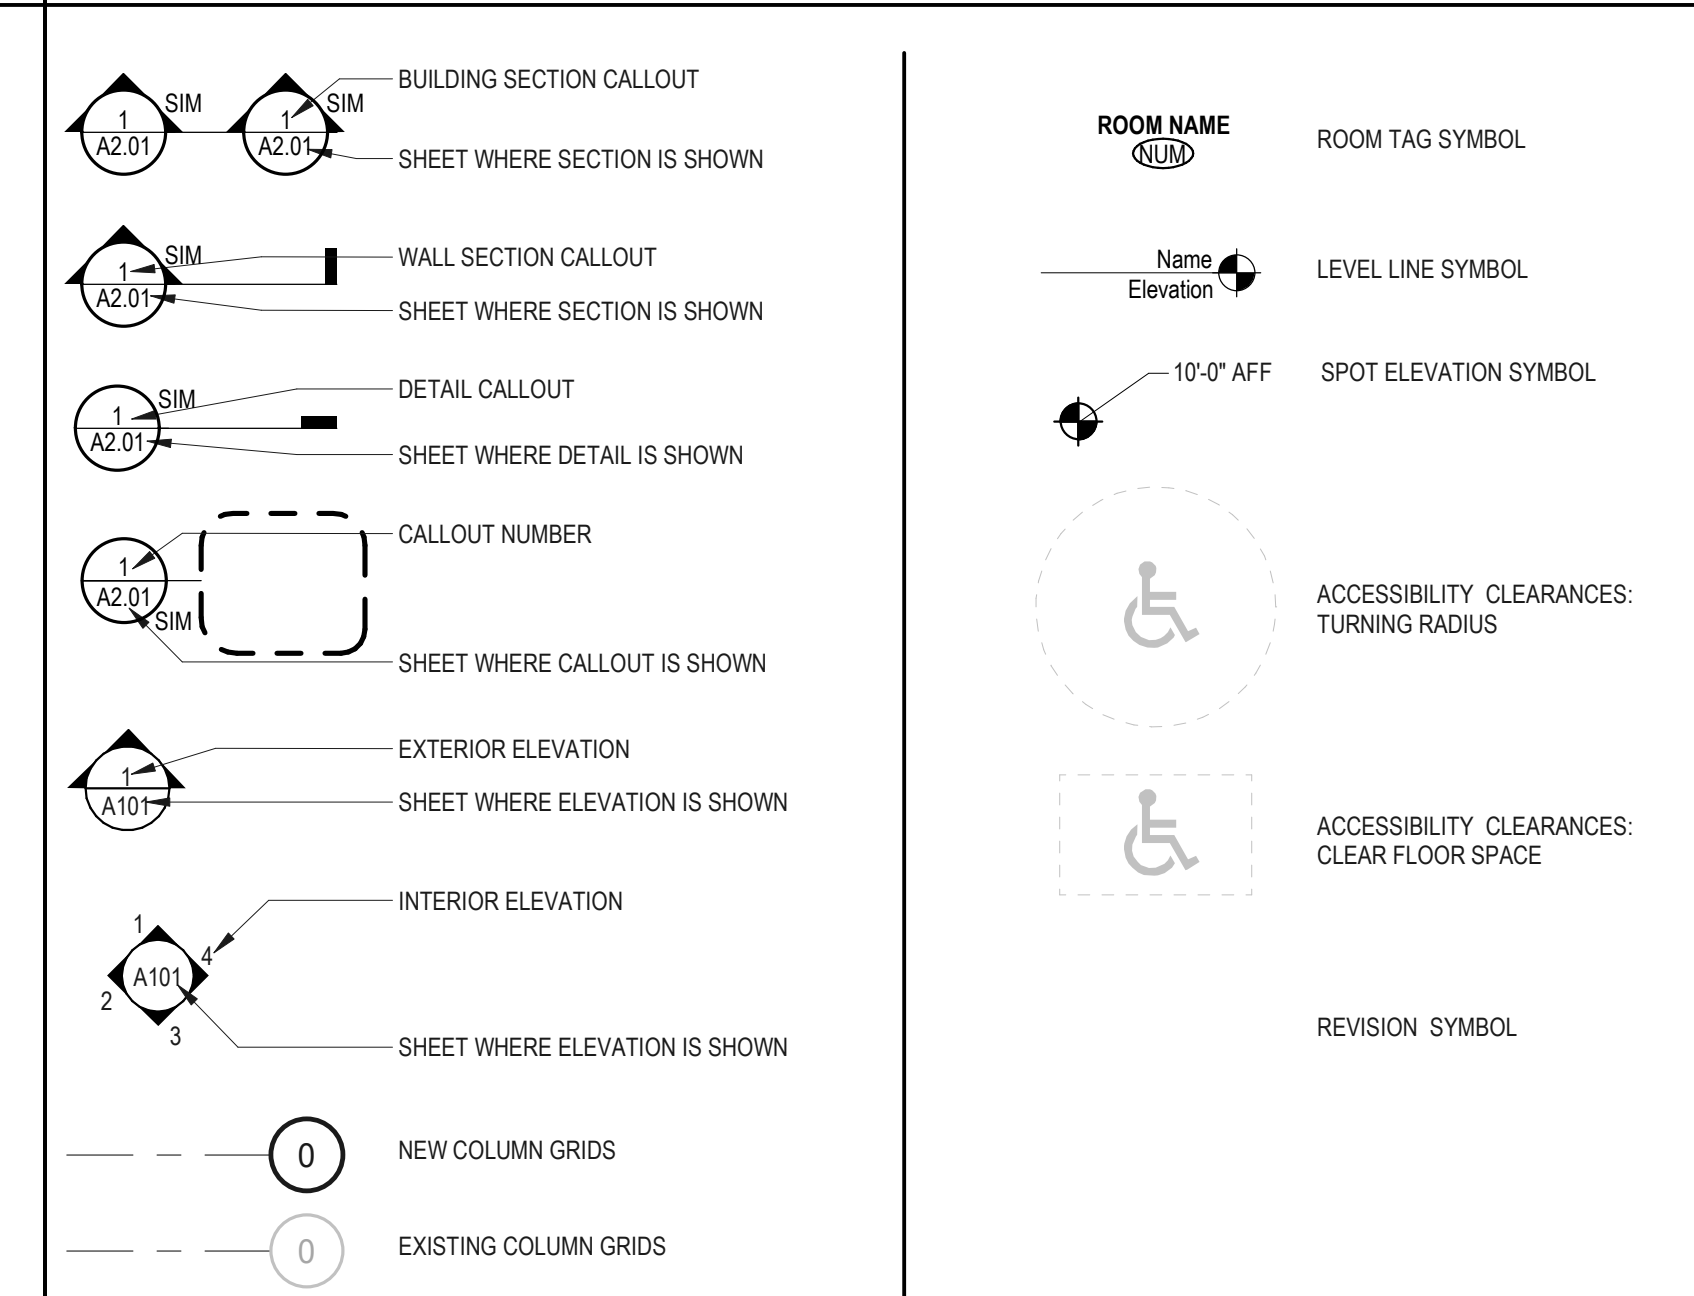 BUILDING SECTION CALLOUT
1 SIM 1 SIM
A2.01 A2.01
SHEET WHERE SECTION IS SHOWN
WALL SECTION CALLOUT
1 SIM
A2.01
SHEET WHERE SECTION IS SHOWN
DETAIL CALLOUT
1 SIM
A2.01
SHEET WHERE DETAIL IS SHOWN
CALLOUT NUMBER
1
A2.01
SIM
SHEET WHERE CALLOUT IS SHOWN
EXTERIOR ELEVATION
1
A101
SHEET WHERE ELEVATION IS SHOWN
INTERIOR ELEVATION
1
4
A101
2
3
SHEET WHERE ELEVATION IS SHOWN
0 NEW COLUMN GRIDS
0 EXISTING COLUMN GRIDS
ROOM NAME
NUM
ROOM TAG SYMBOL
Name
Elevation
LEVEL LINE SYMBOL
10'-0" AFF SPOT ELEVATION SYMBOL
ACCESSIBILITY CLEARANCES:
TURNING RADIUS
ACCESSIBILITY CLEARANCES:
CLEAR FLOOR SPACE
REVISION SYMBOL